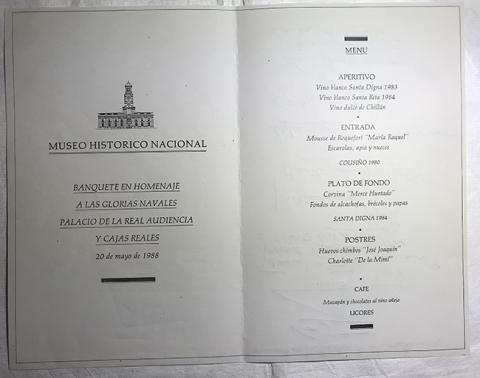 MUSEO HISTORICO NACIONAL
BANQUETE EN HOMENAJE
A LAS GLORIAS NAVALES
PALACIO DE LA REAL AUDIENCIA
Y CAJAS REALES
20 de mayo de 1988
MENU
APERITIVO
Vino blanco Santa Digna 1983
Vino blanco Santa Rita 1984
Vino dulce de Chillán
ENTRADA
Mousse de Roquefort "María Raquel"
Escarolas, apio y nueces
COUSIÑO 1980
PLATO DE FONDO
Corvina "Merce Hurtado"
Fondos de alcachofas, brócoles y papas
SANTA DIGNA 1984
POSTRES
Huevos chimbos "José Joaquín"
Charlotte "De la Mimi"
CAFE
Mazapán y chocolates al vino añejo
LICORES